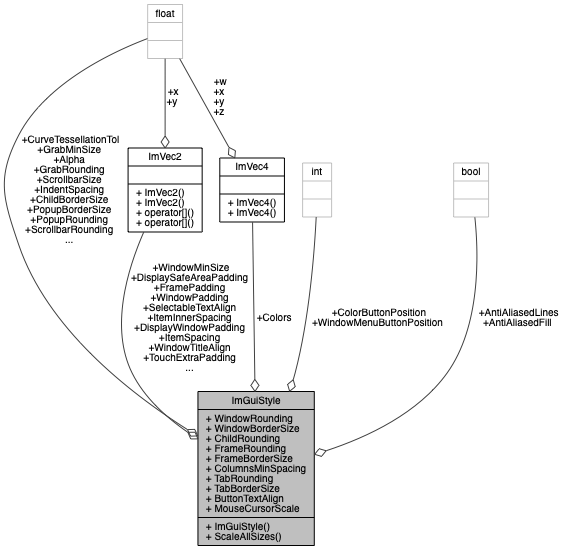 float
+w
+x
+y
+z
+x
+y
+CurveTessellationTol
+GrabMinSize
+Alpha
+GrabRounding
+ScrollbarSize
+IndentSpacing
+ChildBorderSize
+PopupBorderSize
+PopupRounding
+ScrollbarRounding
...
ImVec2
+ ImVec2()
+ ImVec2()
+ operator[]()
+ operator[]()
ImVec4
+ ImVec4()
+ ImVec4()
int
bool
+WindowMinSize
+DisplaySafeAreaPadding
+FramePadding
+WindowPadding
+SelectableTextAlign
+ItemInnerSpacing
+DisplayWindowPadding
+ItemSpacing
+WindowTitleAlign
+TouchExtraPadding
...
+Colors
+ColorButtonPosition
+WindowMenuButtonPosition
+AntiAliasedLines
+AntiAliasedFill
ImGuiStyle
+ WindowRounding
+ WindowBorderSize
+ ChildRounding
+ FrameRounding
+ FrameBorderSize
+ ColumnsMinSpacing
+ TabRounding
+ TabBorderSize
+ ButtonTextAlign
+ MouseCursorScale
+ ImGuiStyle()
+ ScaleAllSizes()